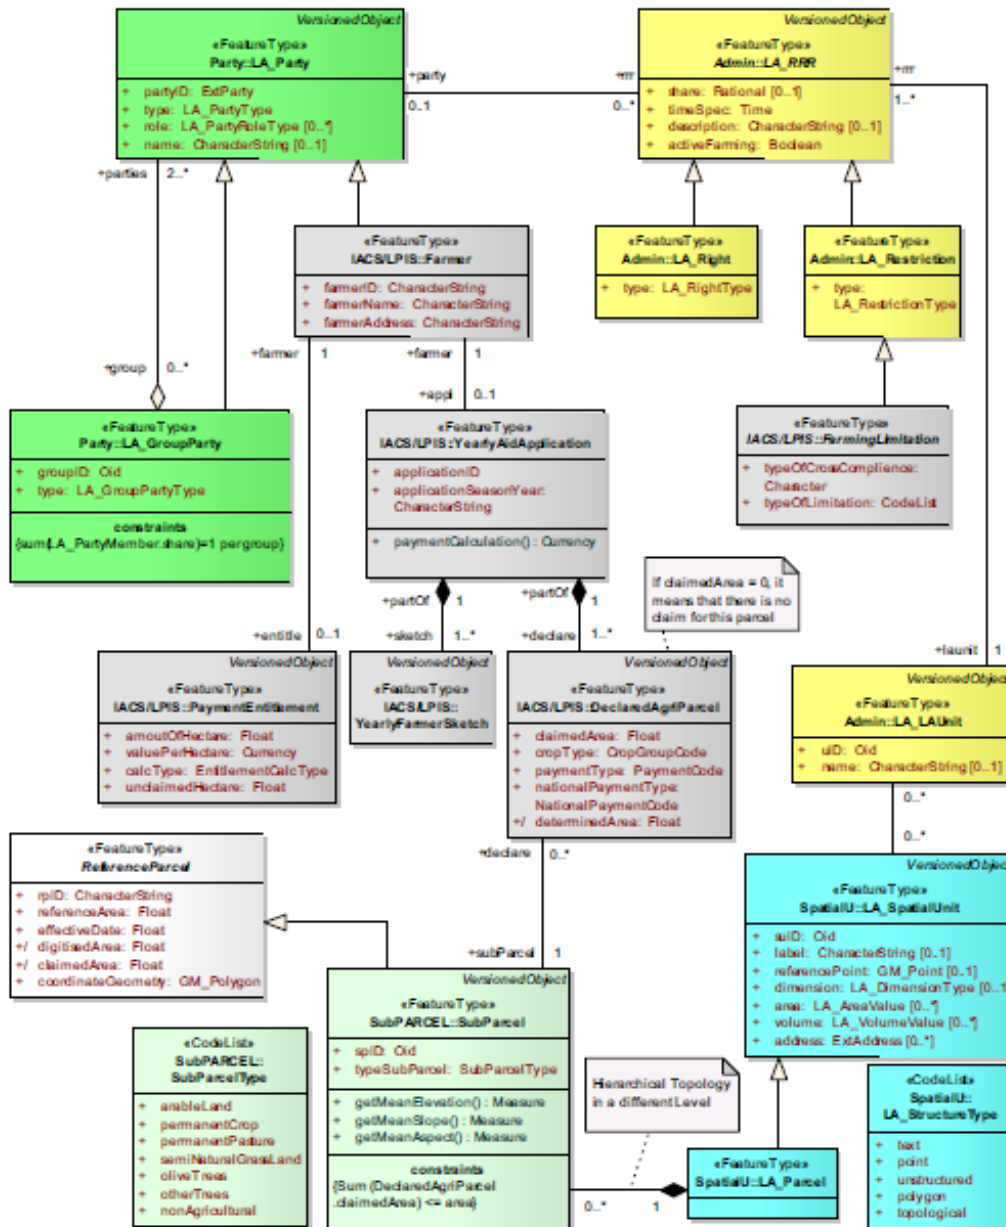 VersionedObject
«FeatureType»
Party::LA_Party
+ partyID: ExtParty
+ type: LA_PartyType
+ role: LA_PartyRoleType [0..*]
+ name: CharacterString [0..1]
+party
0..1
+rrr
0..*
VersionedObject
«FeatureType»
Admin::LA_RRR
+ share: Rational [0..1]
+ timeSpec: Time
+ description: CharacterString [0..1]
+ activeFarming: Boolean
+rrr
1..*
+parties
2..*
«FeatureType»
IACS/LPIS::Farmer
+ farmerID: CharacterString
+ farmerName: CharacterString
+ farmerAddress: CharacterString
«FeatureType»
Admin::LA_Right
+ type: LA_RightType
«FeatureType»
Admin::LA_Restriction
+ type:
LA_RestrictionType
+farmer 1
+farmer 1
+group 0..*
+appl 0..1
«FeatureType»
Party::LA_GroupParty
+ groupID: Oid
+ type: LA_GroupPartyType
constraints
{sum(LA_PartyMember.share)=1 per group}
«FeatureType»
IACS/LPIS::YearlyAidApplication
+ applicationID
+ applicationSeasonYear:
CharacterString
+ paymentCalculation() : Currency
«FeatureType»
IACS/LPIS::FarmingLimitation
+ typeOfCrossComplience:
Character
+ typeOfLimitation: CodeList
If claimedArea = 0, it
means that there is no
claim for this parcel
+partOf 1
+partOf 1
+entitle 0..1
+sketch 1..*
+declare 1..*
+launit 1
VersionedObject
«FeatureType»
IACS/LPIS::PaymentEntitlement
+ amoutOfHectare: Float
+ valuePerHectare: Currency
+ calcType: EntitlementCalcType
+ unclaimedHectare: Float
VersionedObject
«FeatureType»
IACS/LPIS::
YearlyFarmerSketch
VersionedObject
«FeatureType»
IACS/LPIS::DeclaredAgriParcel
+ claimedArea: Float
+ cropType: CropGroupCode
+ paymentType: PaymentCode
+ nationalPaymentType:
NationalPaymentCode
+/ determinedArea: Float
VersionedObject
«FeatureType»
Admin::LA_LAUnit
+ uID: Oid
+ name: CharacterString [0..1]
0..*
0..*
+declare 0..*
«FeatureType»
ReferenceParcel
+ rpID: CharacterString
+ referenceArea: Float
+ effectiveDate: Float
+/ digitisedArea: Float
+/ claimedArea: Float
+ coordinateGeometry: GM_Polygon
VersionedObject
«FeatureType»
SpatialU::LA_SpatialUnit
+ suID: Oid
+ label: CharacterString [0..1]
+ referencePoint: GM_Point [0..1]
+ dimension: LA_DimensionType [0..1]
+ area: LA_AreaValue [0..*]
+ volume: LA_VolumeValue [0..*]
+ address: ExtAddress [0..*]
+subParcel 1
VersionedObject
«FeatureType»
SubPARCEL::SubParcel
+ spID: Oid
+ typeSubParcel: SubParcelType
+ getMeanElevation() : Measure
+ getMeanSlope() : Measure
+ getMeanAspect() : Measure
constraints
{Sum (DeclaredAgriParcel
.claimedArea) <= area}
«CodeList»
SubPARCEL::
SubParcelType
+ arableLand
+ permanentCrop
+ permanentPasture
+ semiNaturalGrassLand
+ oliveTrees
+ otherTrees
+ nonAgricultural
Hierarchical Topology
in a different Level
«CodeList»
SpatialU::
LA_StructureType
+ text
+ point
+ unstructured
+ polygon
+ topological
«FeatureType»
SpatialU::LA_Parcel
0..* 1